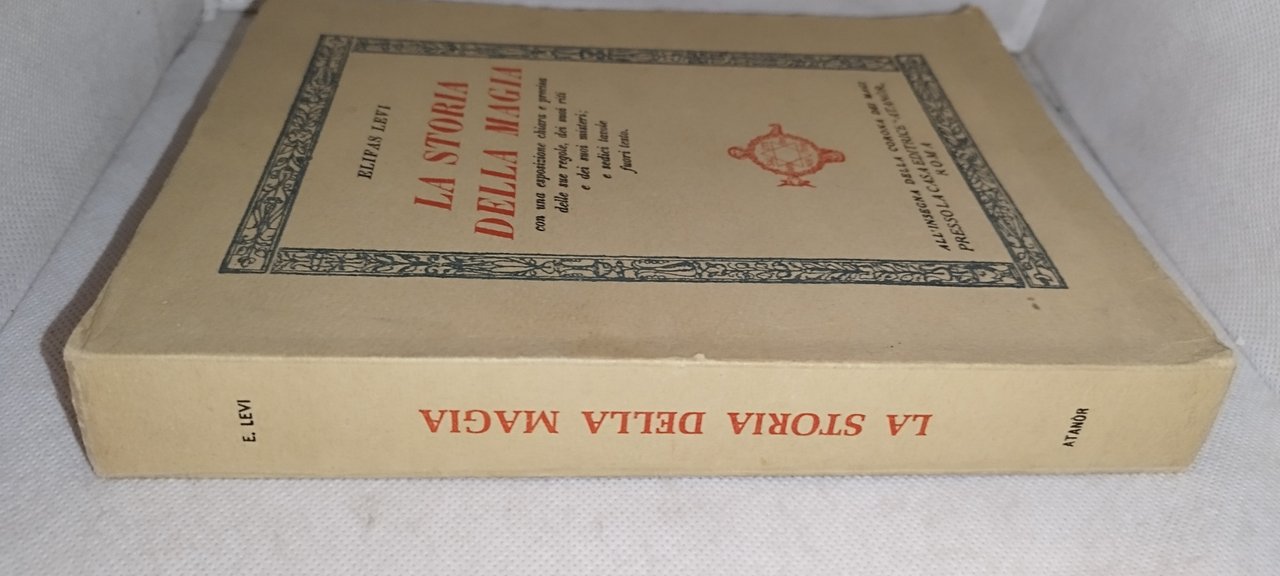 ELIFAS LEVI
LA STORIA
DELLA MAGIA
con una esposizione chiara e precisa
delle sue regole, dei suoi riti
e dei suoi misteri;
e sedici tavole
fuori testo.
ALL'INSEGNA DELLA CORONA DEI MAGI
PRESSO LA CASA EDITRICE "ATANÒR"
ROMA
E. LEVI
LA STORIA DELLA MAGIA
ATANÒR